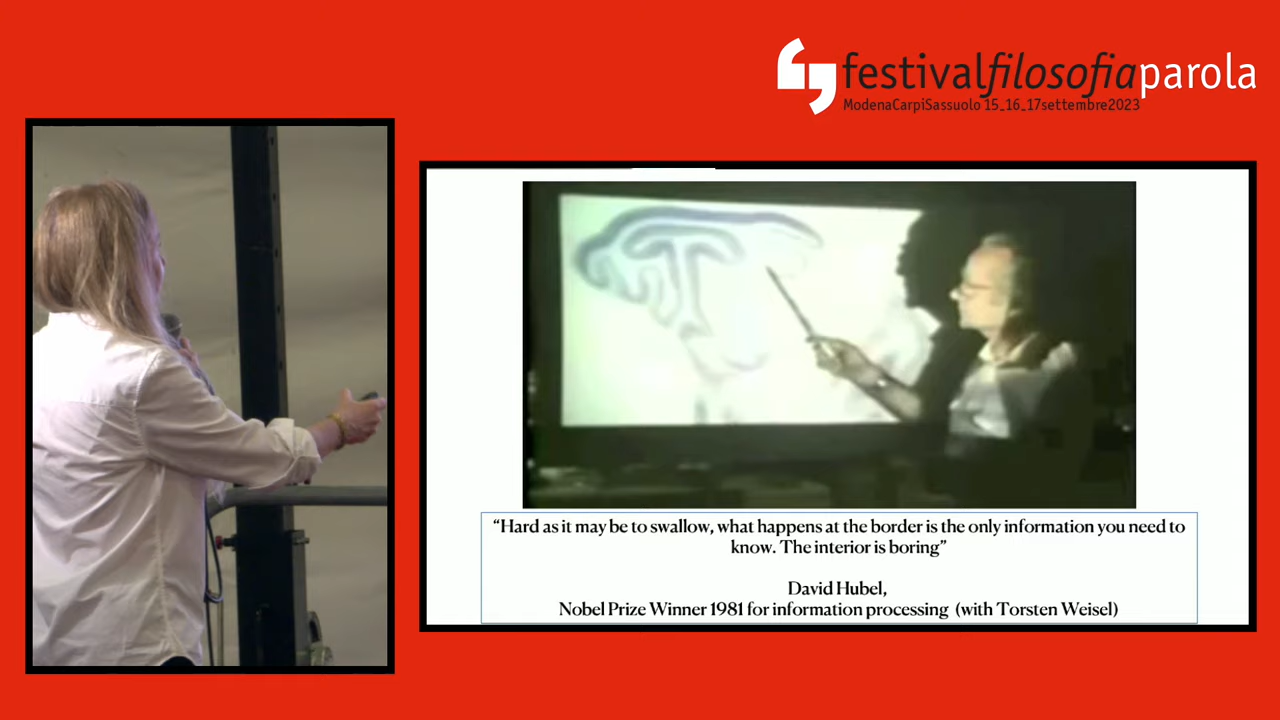 festivalfilosofiaparola
ModenaCarpiSassuolo 15_16_17settembre2023
“Hard as it may be to swallow, what happens at the border is the only information you need to
know. The interior is boring”
David Hubel,
Nobel Prize Winner 1981 for information processing (with Torsten Weisel)